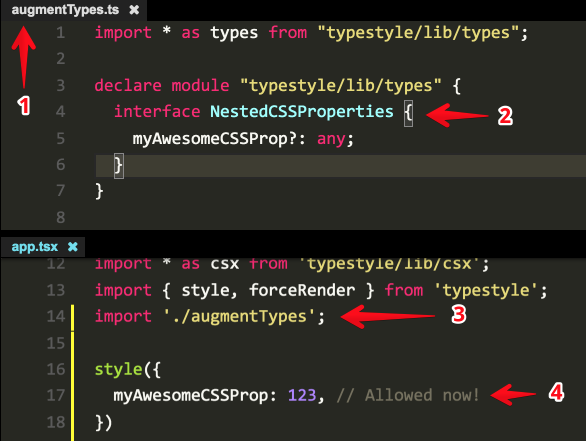 augmentTypes.ts ✖
1 import * as types from "typestyle/lib/types";
2
3 declare module "typestyle/lib/types" {
4 interface NestedCSSProperties {
5 myAwesomeCSSProp?: any;
6 }
7 }
8
1
2
app.tsx ✖
12 import * as csx from 'typestyle/lib/csx';
13 import { style, forceRender } from 'typestyle';
14 import './augmentTypes';
3
15
16 style({
17 myAwesomeCSSProp: 123, // Allowed now!
4
18 })